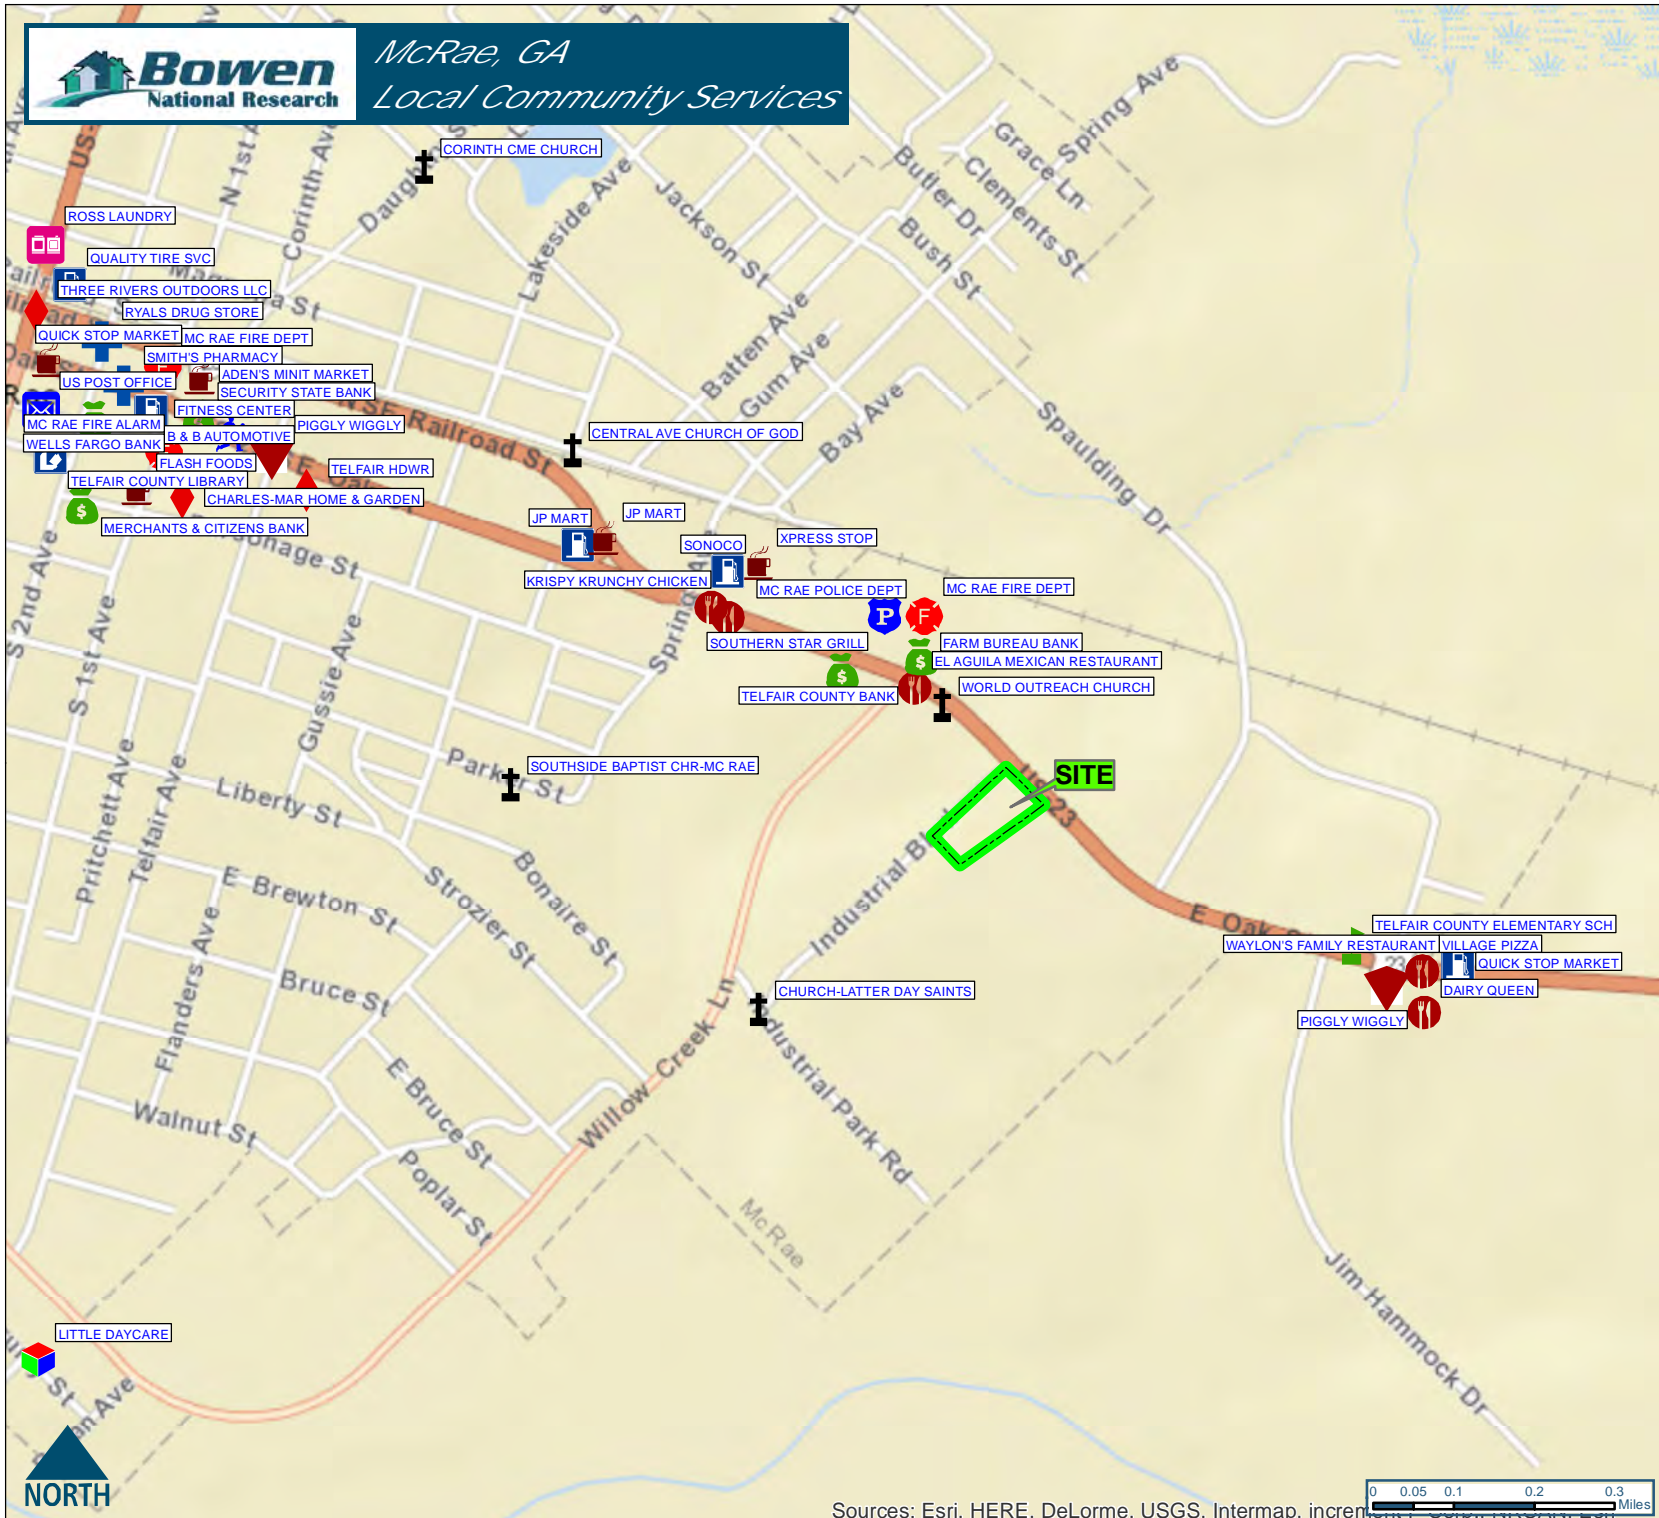 Bowen
National Research
McRae, GA
Local Community Services
Spring Ave
Grace Ln
Clements St
Butler Dr
Bush St
Jackson St
Lakeside Ave
N 1st A
Corinth Av
US-
CORINTH CME CHURCH
ROSS LAUNDRY
QUALITY TIRE SVC
THREE RIVERS OUTDOORS LLC
RYALS DRUG STORE
QUICK STOP MARKET
MC RAE FIRE DEPT
SMITH'S PHARMACY
ADEN'S MINIT MARKET
US POST OFFICE
SECURITY STATE BANK
FITNESS CENTER
MC RAE FIRE ALARM
PIGGLY WIGGLY
B & B AUTOMOTIVE
WELLS FARGO BANK
FLASH FOODS
TELFAIR HDWR
TELFAIR COUNTY LIBRARY
CHARLES-MAR HOME & GARDEN
MERCHANTS & CITIZENS BANK
SE Railroad St
Batten Ave
Gum Ave
Bay Ave
Spaulding Dr
CENTRAL AVE CHURCH OF GOD
JP MART
JP MART
SONOCO
XPRESS STOP
KRISPY KRUNCHY CHICKEN
MC RAE POLICE DEPT
P
F
MC RAE FIRE DEPT
SOUTHERN STAR GRILL
FARM BUREAU BANK
EL AGUILA MEXICAN RESTAURANT
TELFAIR COUNTY BANK
WORLD OUTREACH CHURCH
S 2nd Ave
S 1st Ave
Gussie Ave
Pritchett Ave
Telfair Ave
Parker St
SOUTHSIDE BAPTIST CHR-MC RAE
SITE
Liberty St
E Brewton St
Strozier St
Bonaire St
Flanders Ave
Bruce St
E Bruce St
Walnut St
Poplar St
Willow Creek Ln
CHURCH-LATTER DAY SAINTS
Industrial Park Rd
McRae
E Oak
TELFAIR COUNTY ELEMENTARY SCH
WAYLON'S FAMILY RESTAURANT
VILLAGE PIZZA
QUICK STOP MARKET
DAIRY QUEEN
PIGGLY WIGGLY
Jim Hammock Dr
LITTLE DAYCARE
NORTH
Sources: Esri, HERE, DeLorme, USGS, Intermap, increm
0 0.05 0.1 0.2 0.3
Miles